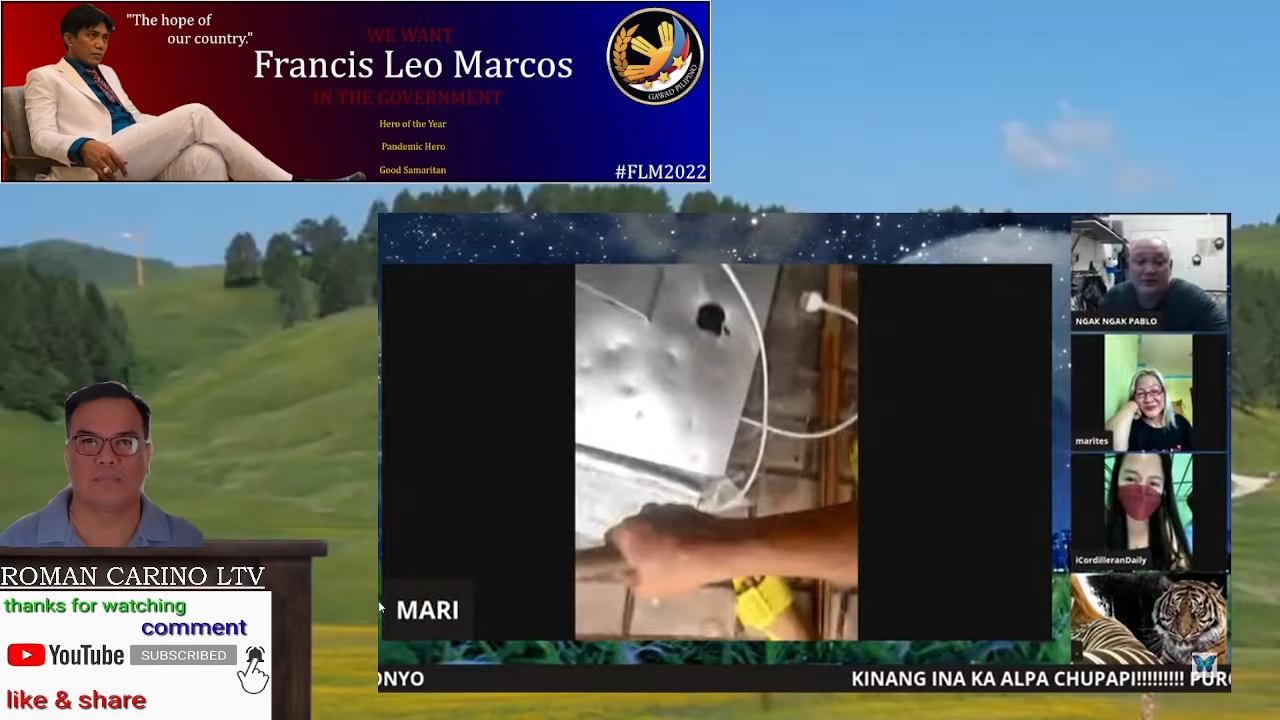 "The hope of
our country."
WE WANT
Francis Leo Marcos
IN THE GOVERNMENT
Hero of the Year
Pandemic Hero
Good Samaritan
#FLM2022
GAWAD PILIPINO
NGAK NGAK PABLO
marites
iCordilleranDaily
MARI
ONYO KINANG INA KA ALPA CHUPAPI!!!!!!!!!
ROMAN CARINO LTV
thanks for watching
comment
YouTube SUBSCRIBED
like & share